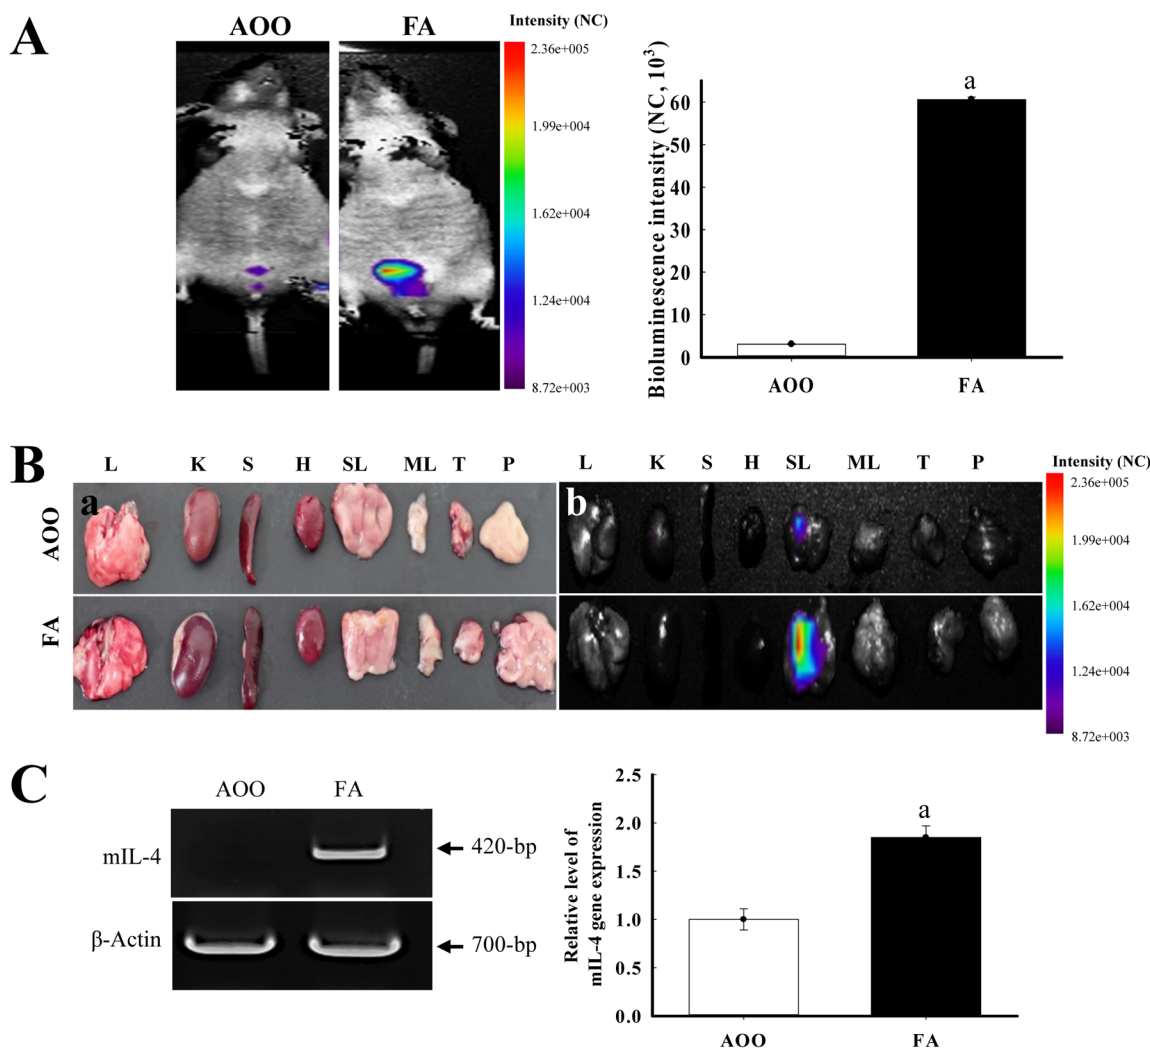 A
AOO FA
Intensity (NC)
2.36e+005
1.99e+004
1.62e+004
1.24e+004
8.72e+003
Bioluminescence intensity (NC, 10³)
60
50
40
30
20
10
0
a
AOO FA
B
L K S H SL ML T P
L K S H SL ML T P
Intensity (NC)
a
b
AOO
FA
2.36e+005
1.99e+004
1.62e+004
1.24e+004
8.72e+003
C
AOO FA
mIL-4
420-bp
β-Actin
700-bp
Relative level of
mIL-4 gene expression
2.5
2.0
1.5
1.0
0.5
0.0
a
AOO FA